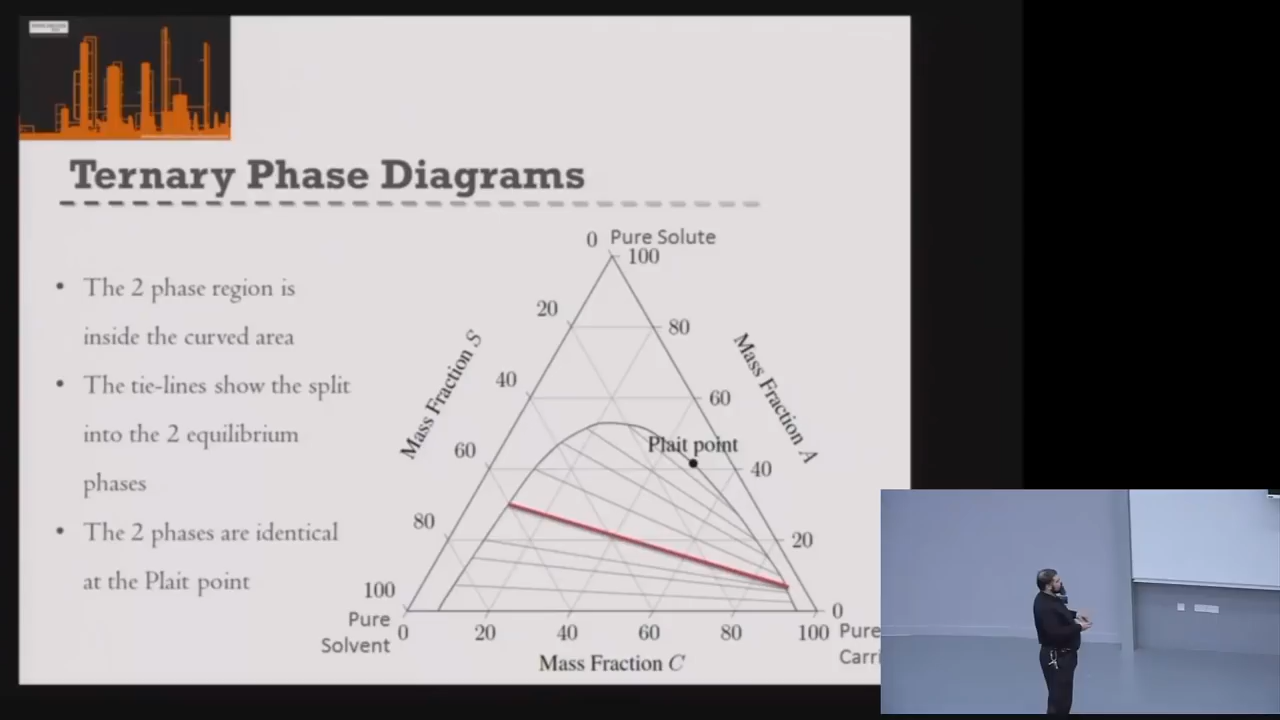 Ternary Phase Diagrams
• The 2 phase region is
inside the curved area
• The tie-lines show the split
into the 2 equilibrium
phases
• The 2 phases are identical
at the Plait point
0 Pure Solute
100
20
80
Mass Fraction S
Mass Fraction A
40
60
Plait point
60
40
80
20
100
0
Pure
Solvent
0 20 40 60 80 100
Pure
Carri
Mass Fraction C